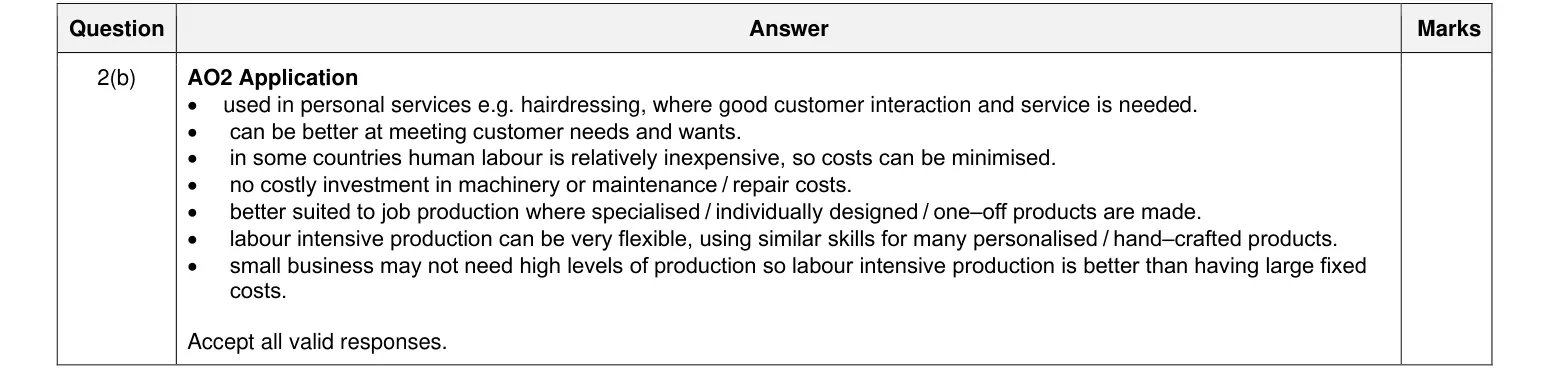 Question Answer Marks
2(b) AO2 Application
• used in personal services e.g. hairdressing, where good customer interaction and service is needed.
• can be better at meeting customer needs and wants.
• in some countries human labour is relatively inexpensive, so costs can be minimised.
• no costly investment in machinery or maintenance / repair costs.
• better suited to job production where specialised / individually designed / one–off products are made.
• labour intensive production can be very flexible, using similar skills for many personalised / hand–crafted products.
• small business may not need high levels of production so labour intensive production is better than having large fixed
costs.
Accept all valid responses.